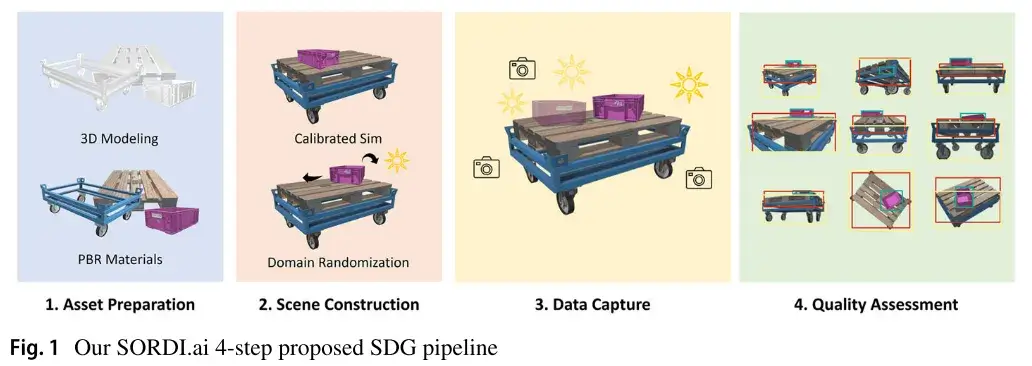 3D Modeling
PBR Materials
Calibrated Sim
Domain Randomization
1. Asset Preparation
2. Scene Construction
3. Data Capture
4. Quality Assessment
Fig. 1 Our SORDI.ai 4-step proposed SDG pipeline